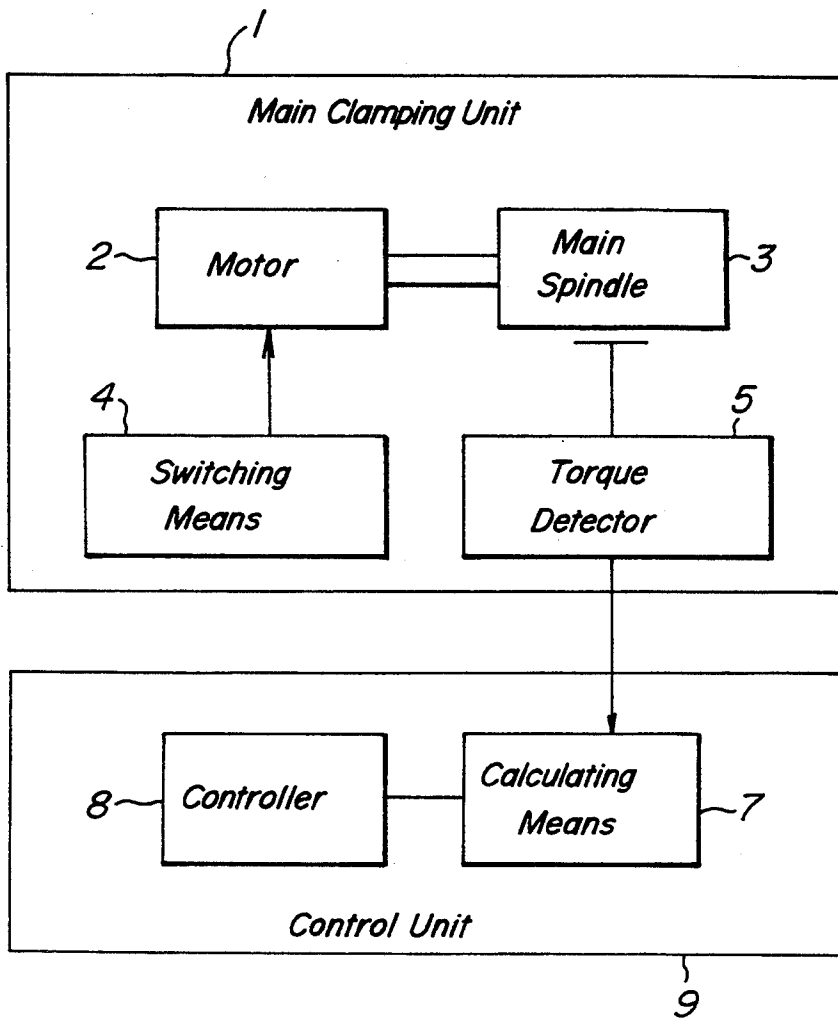 1
Main Clamping Unit
2
Motor
Main
Spindle
3
4
Switching
Means
5
Torque
Detector
8
Controller
Calculating
Means
7
Control Unit
9